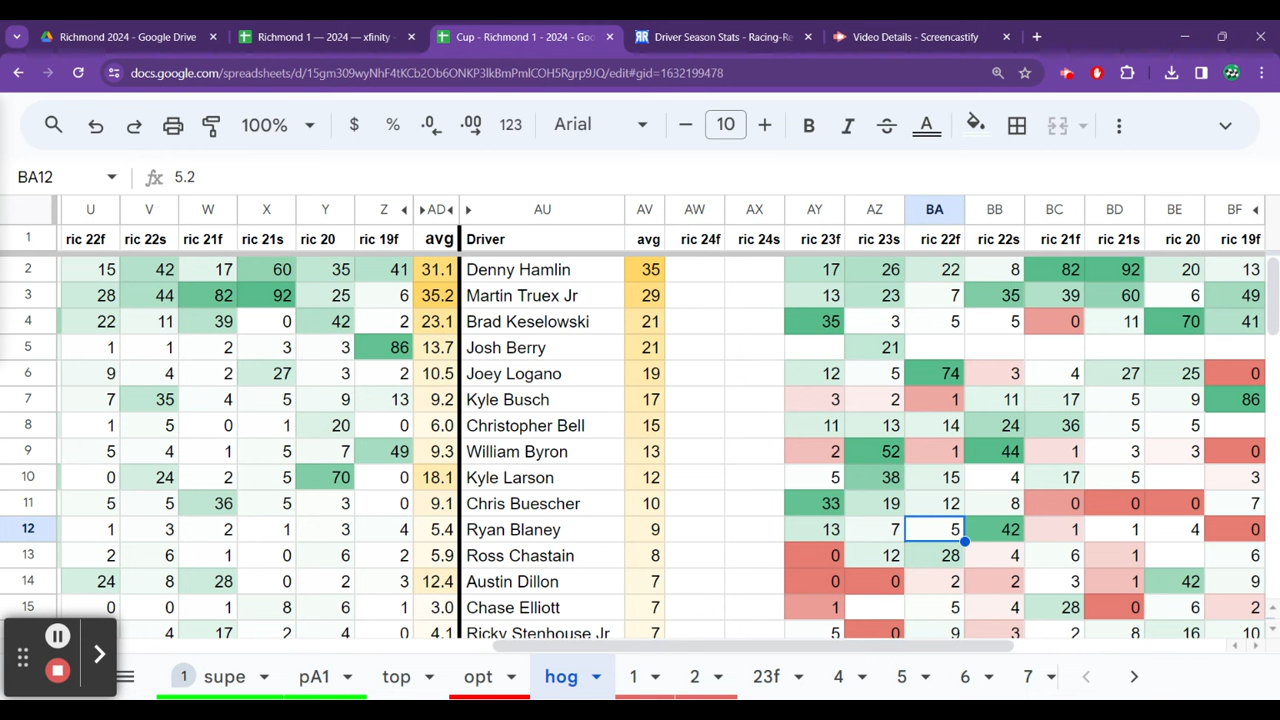 Richmond 2024 - Google Drive
Richmond 1 — 2024 — xfinity -
Cup - Richmond 1 - 2024 - Goo
Driver Season Stats - Racing-Re
Video Details - Screencastify
docs.google.com/spreadsheets/d/15gm309wyNhF4tKCb2Ob6ONKP3lkBmPmlCOH5Rgrp9JQ/edit#gid=1632199478
100% $ % .0 .00 123 Arial 10 B I A
BA12 fx 5.2
U V W X Y Z AD AU AV AW AX AY AZ BA BB BC BD BE BF
1 ric 22f ric 22s ric 21f ric 21s ric 20 ric 19f avg Driver avg ric 24f ric 24s ric 23f ric 23s ric 22f ric 22s ric 21f ric 21s ric 20 ric 19f
2 15 42 17 60 35 41 31.1 Denny Hamlin 35 17 26 22 8 82 92 20 13
3 28 44 82 92 25 6 35.2 Martin Truex Jr 29 13 23 7 35 39 60 6 49
4 22 11 39 0 42 2 23.1 Brad Keselowski 21 35 3 5 5 0 11 70 41
5 1 1 2 3 3 86 13.7 Josh Berry 21 21
6 9 4 2 27 3 2 10.5 Joey Logano 19 12 5 74 3 4 27 25 0
7 7 35 4 5 9 13 9.2 Kyle Busch 17 3 2 1 11 17 5 9 86
8 1 5 0 1 20 0 6.0 Christopher Bell 15 11 13 14 24 36 5 5
9 5 4 1 5 7 49 9.3 William Byron 13 2 52 1 44 1 3 3 0
10 0 24 2 5 70 0 18.1 Kyle Larson 12 5 38 15 4 17 5 3
11 5 5 36 5 3 0 9.1 Chris Buescher 10 33 19 12 8 0 0 0 7
12 1 3 2 1 3 4 5.4 Ryan Blaney 9 13 7 5 42 1 1 4 0
13 2 6 1 0 6 2 5.9 Ross Chastain 8 0 12 28 4 6 1 6
14 24 8 28 0 2 3 12.4 Austin Dillon 7 0 0 2 2 3 1 42 9
15 0 0 1 8 6 1 3.0 Chase Elliott 7 1 5 4 28 0 6 2
4 17 2 4 0 4.1 Ricky Stenhouse Jr 7 5 0 9 3 2 8 16 10
1 supe pA1 top opt hog 1 2 23f 4 5 6 7